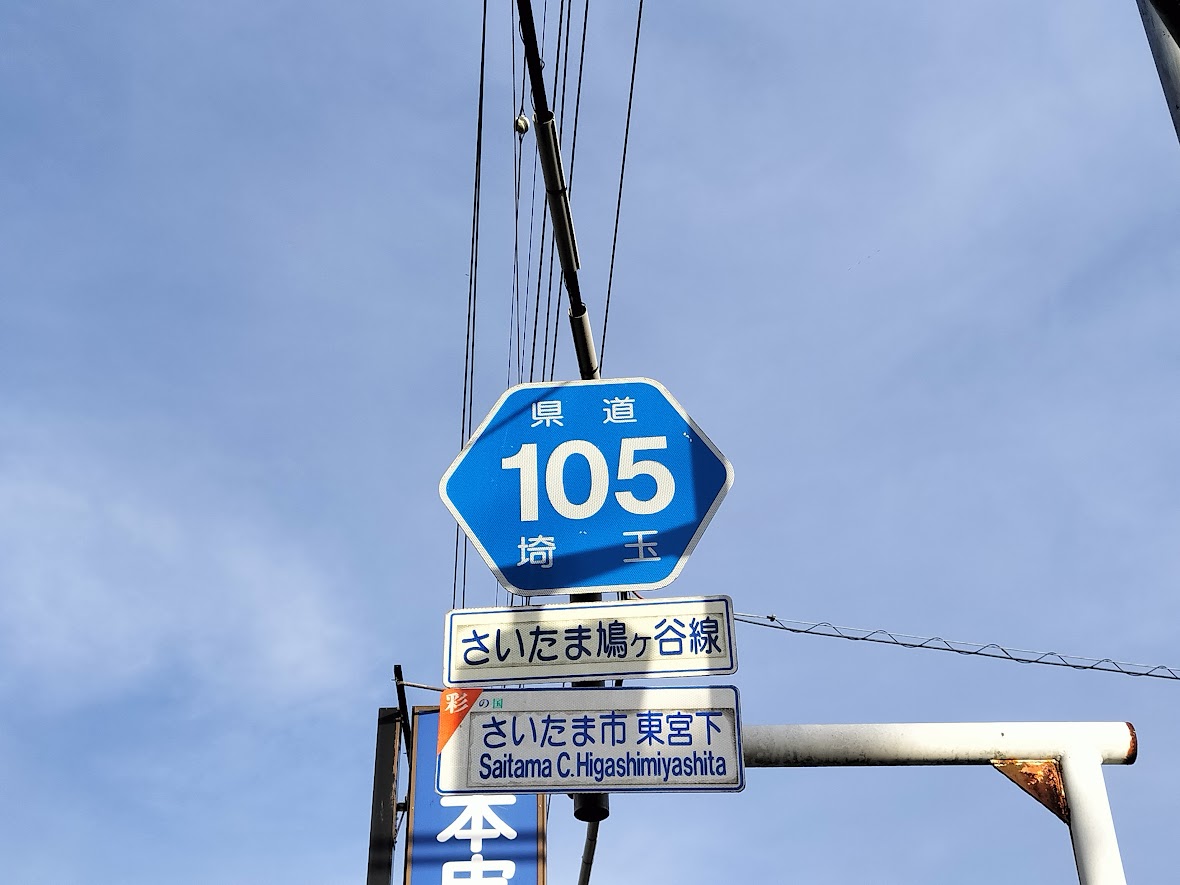 県道
105
埼玉
さいたま鳩ヶ谷線
彩の国
さいたま市 東宮下
Saitama C.Higashimiyashita
本